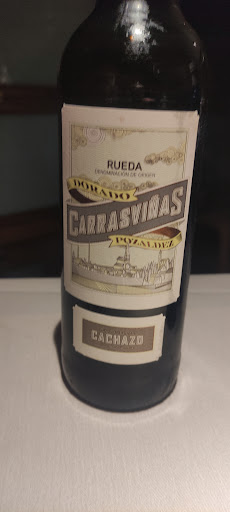 RUEDA
DENOMINACIÓN DE ORIGEN
DORADO
CARRASVIÑAS
POZALDEZ
CACHAZO